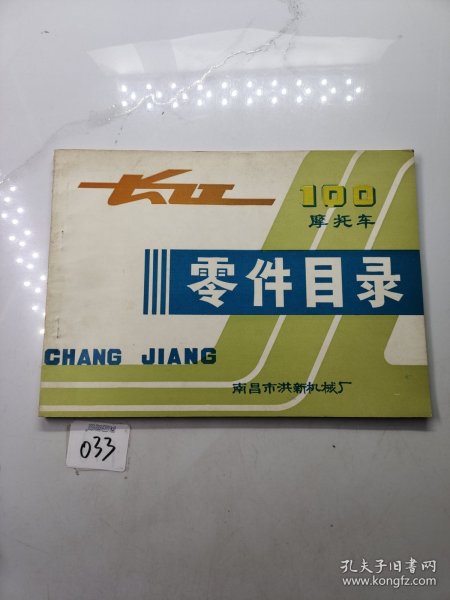 长江
100
摩托车
零件目录
CHANG JIANG
南昌市洪新机械厂
033
孔夫子旧书网
www.kongfz.com